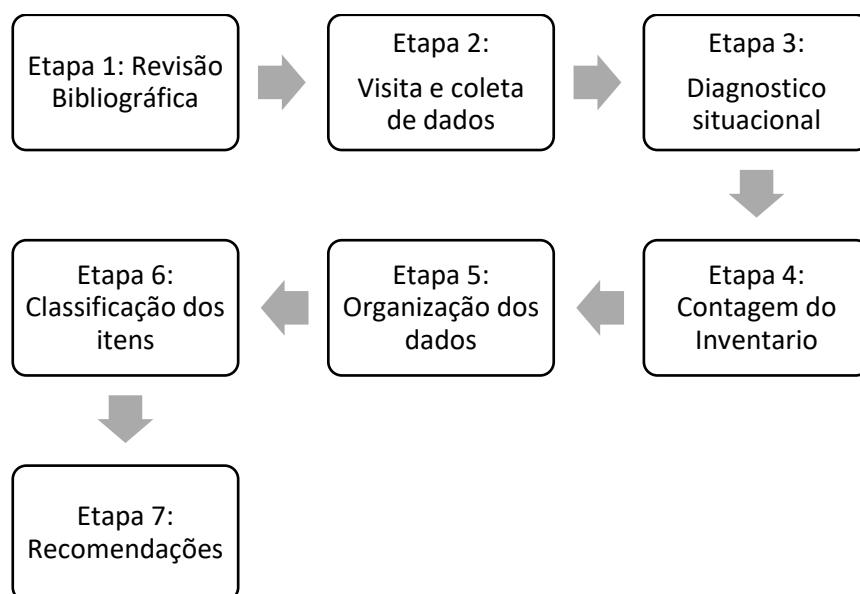 Etapa 1: Revisão
Bibliográfica
Etapa 2:
Visita e coleta
de dados
Etapa 3:
Diagnostico
situacional
Etapa 4:
Contagem do
Inventario
Etapa 5:
Organização dos
dados
Etapa 6:
Classificação dos
itens
Etapa 7:
Recomendações